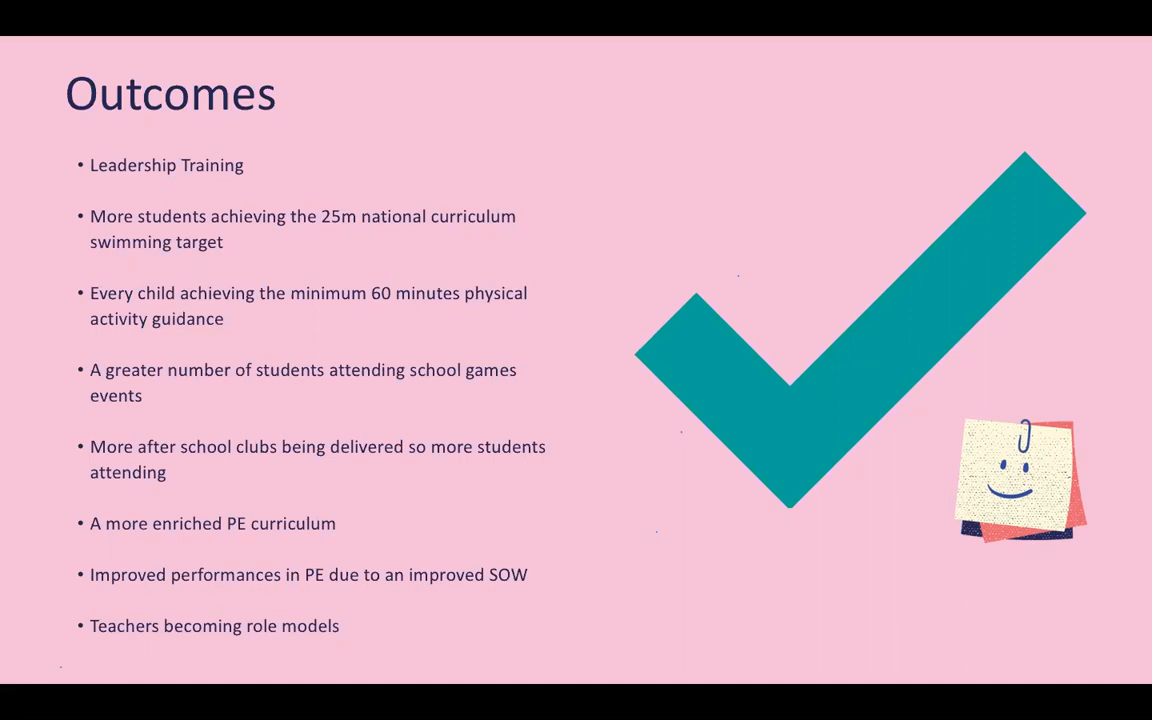 Outcomes
• Leadership Training
• More students achieving the 25m national curriculum
swimming target
• Every child achieving the minimum 60 minutes physical
activity guidance
• A greater number of students attending school games
events
• More after school clubs being delivered so more students
attending
• A more enriched PE curriculum
• Improved performances in PE due to an improved SOW
• Teachers becoming role models